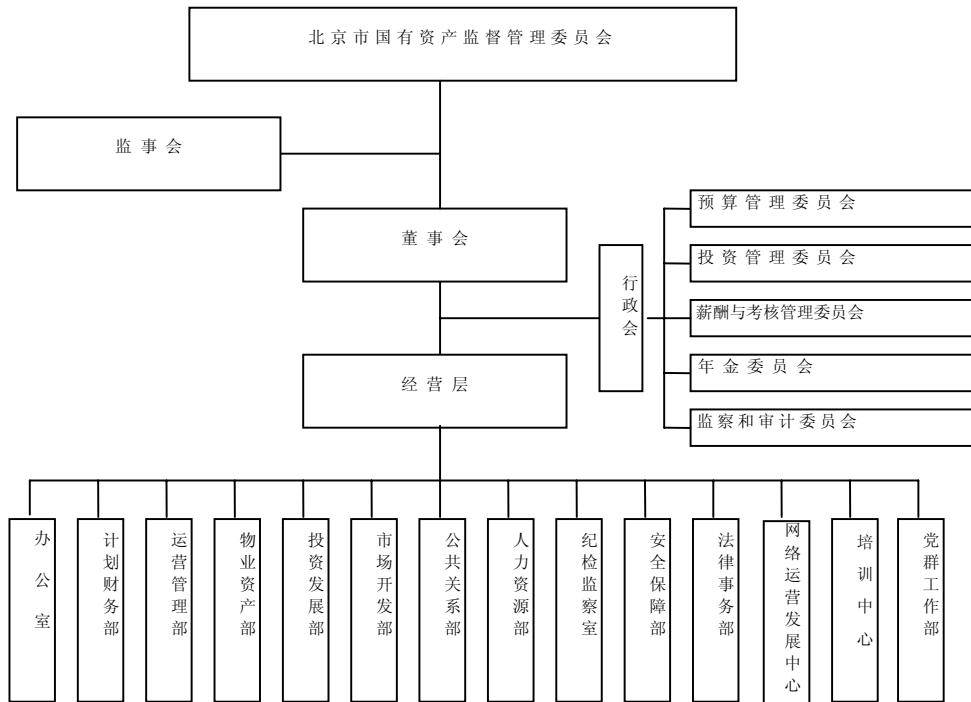 北京市国有资产监督管理委员会
监事会
董事会
行政会
预算管理委员会
投资管理委员会
薪酬与考核管理委员会
年金委员会
监察和审计委员会
经营层
办公室
计划财务部
运营管理部
物业资产部
投资发展部
市场开发部
公共关系部
人力资源部
纪检监察室
安全保障部
法律事务部
网络运营发展中心
培训中心
党群工作部